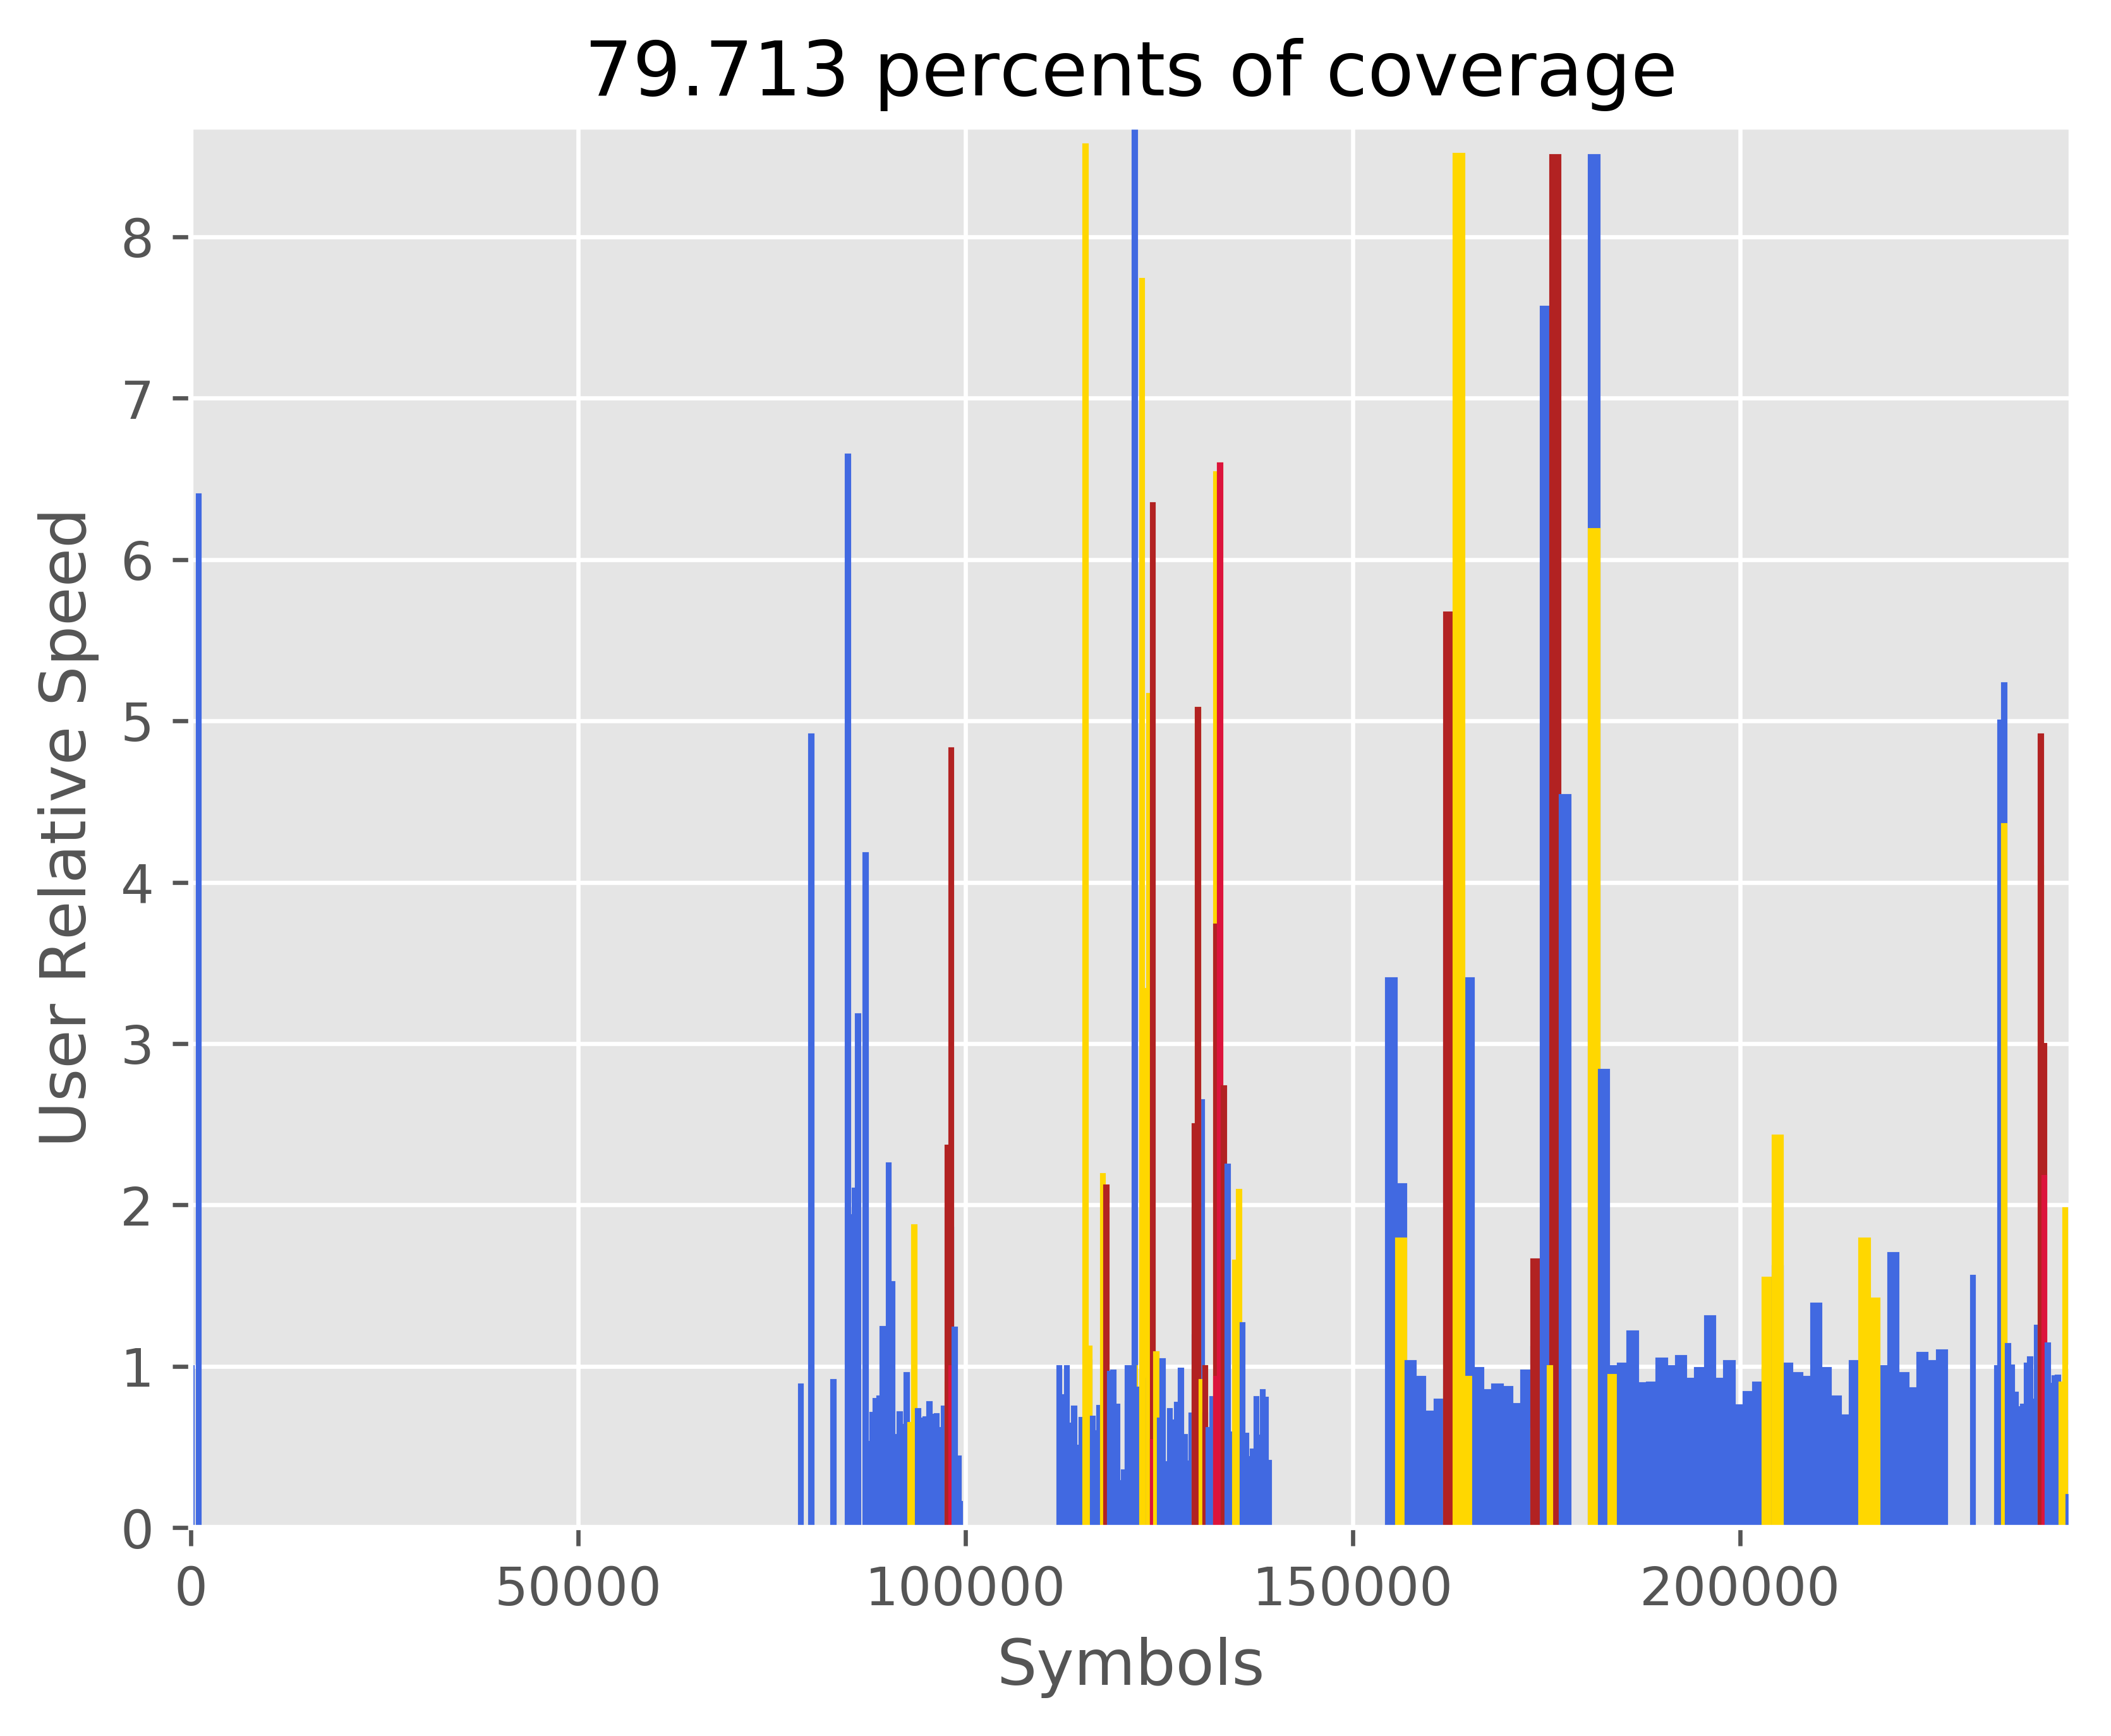 79.713 percents of coverage
User Relative Speed
8
7
6
5
4
3
2
1
0
0 50000 100000 150000 200000
Symbols